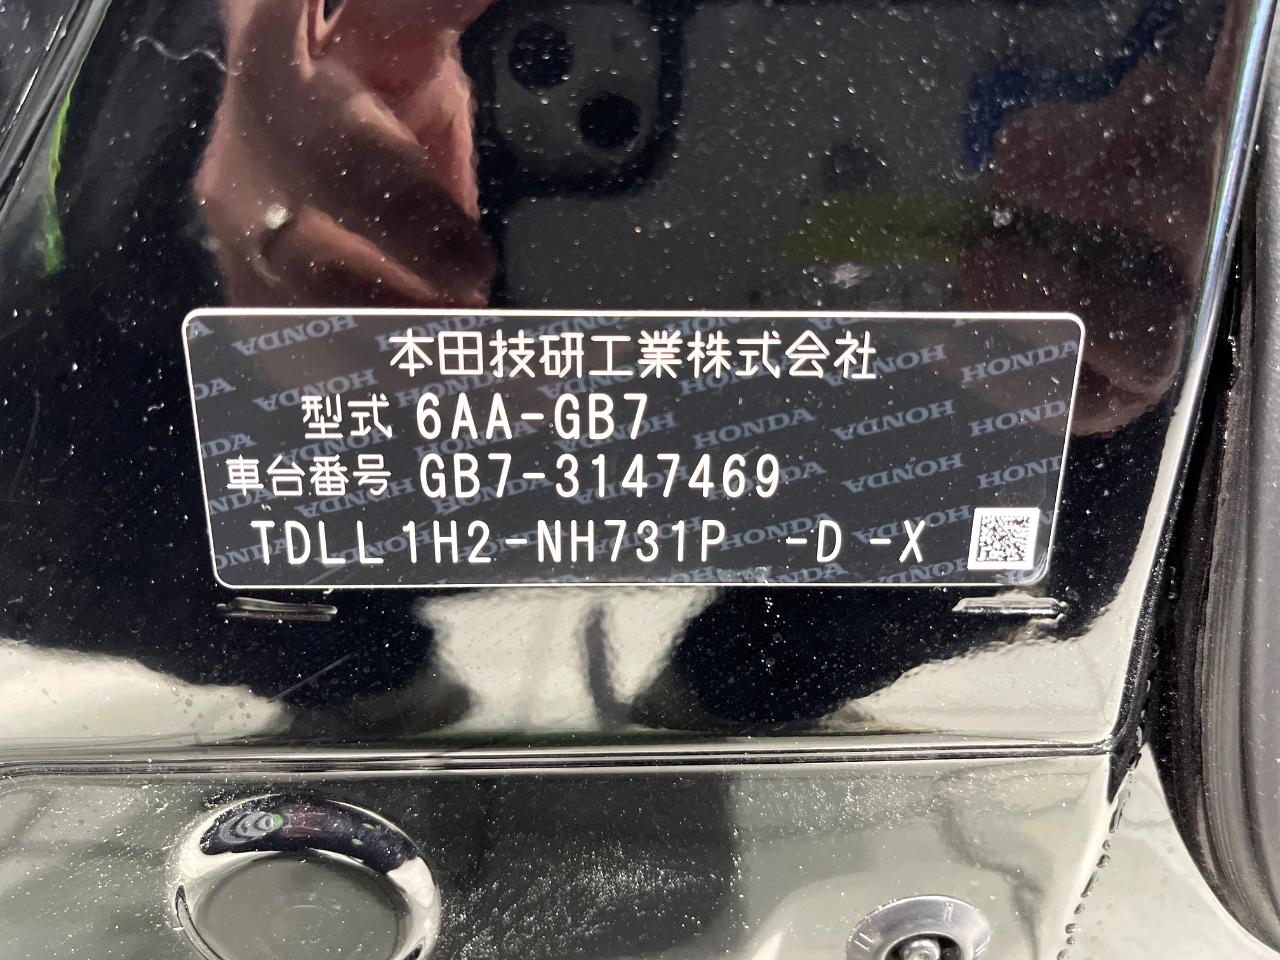 本田技研工業株式会社
型式 6AA-GB7
車台番号 GB7-3147469
TDLL1H2-NH731P -D-X